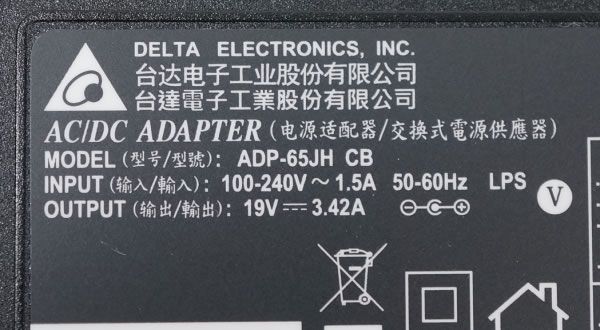 DELTA ELECTRONICS, INC.
台达电子工业股份有限公司
台達電子工業股份有限公司
AC/DC ADAPTER (电源适配器/交換式電源供應器)
MODEL (型号/型號): ADP-65JH CB
INPUT (输入/輸入): 100-240V ~ 1.5A 50-60Hz LPS
OUTPUT (输出/輸出): 19V ⎓ 3.42A
V